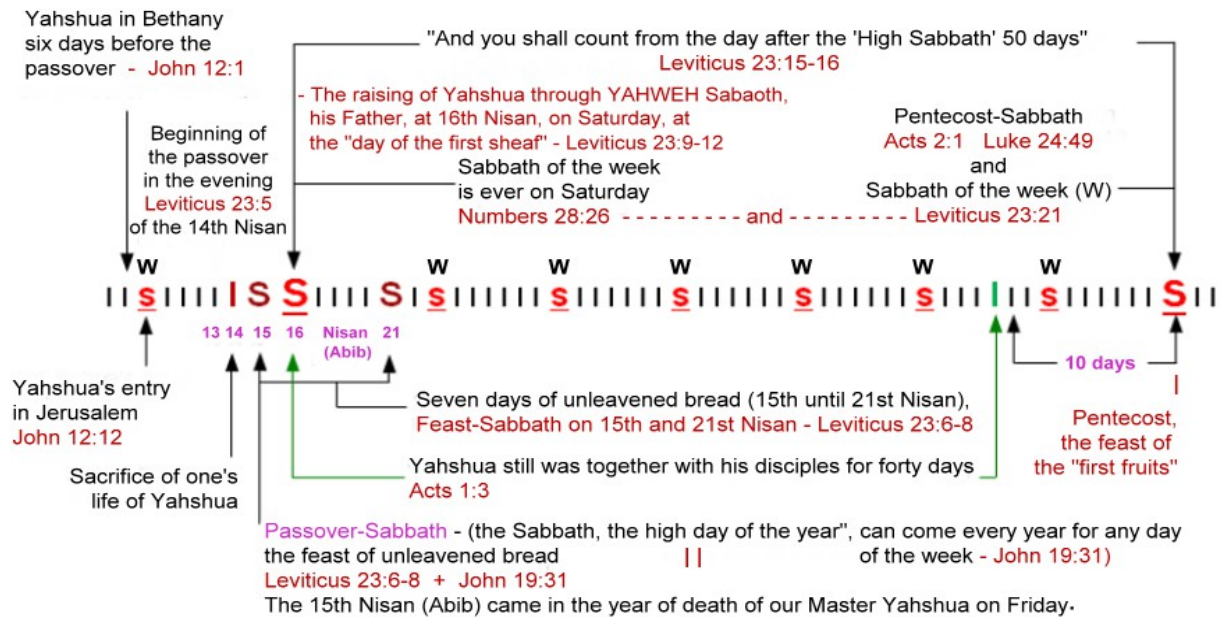 Yahshua in Bethany
six days before the
passover - John 12:1
"And you shall count from the day after the 'High Sabbath' 50 days"
Leviticus 23:15-16
- The raising of Yahshua through YAHWEH Sabaoth,
his Father, at 16th Nisan, on Saturday, at
the "day of the first sheaf" - Leviticus 23:9-12
Beginning of
the passover
in the evening
Leviticus 23:5
of the 14th Nisan
Sabbath of the week
is ever on Saturday
Numbers 28:26 - - - - - - - - - and - - - - - - - - - Leviticus 23:21
Pentecost-Sabbath
Acts 2:1 Luke 24:49
and
Sabbath of the week (W)
W W W W W W W
I I s I I I I I S S I I I I S s I I I I I I s I I I I I I s I I I I I I s I I I I I I s I I I I I I s I I I I I I S I I
13 14 15 16 Nisan 21
(Abib)
10 days
Yahshua's entry
in Jerusalem
John 12:12
Seven days of unleavened bread (15th until 21st Nisan),
Feast-Sabbath on 15th and 21st Nisan - Leviticus 23:6-8
Pentecost,
the feast of
the "first fruits"
Sacrifice of one's
life of Yahshua
Yahshua still was together with his disciples for forty days
Acts 1:3
Passover-Sabbath - (the Sabbath, the high day of the year", can come every year for any day
the feast of unleavened bread || of the week - John 19:31)
Leviticus 23:6-8 + John 19:31
The 15th Nisan (Abib) came in the year of death of our Master Yahshua on Friday.